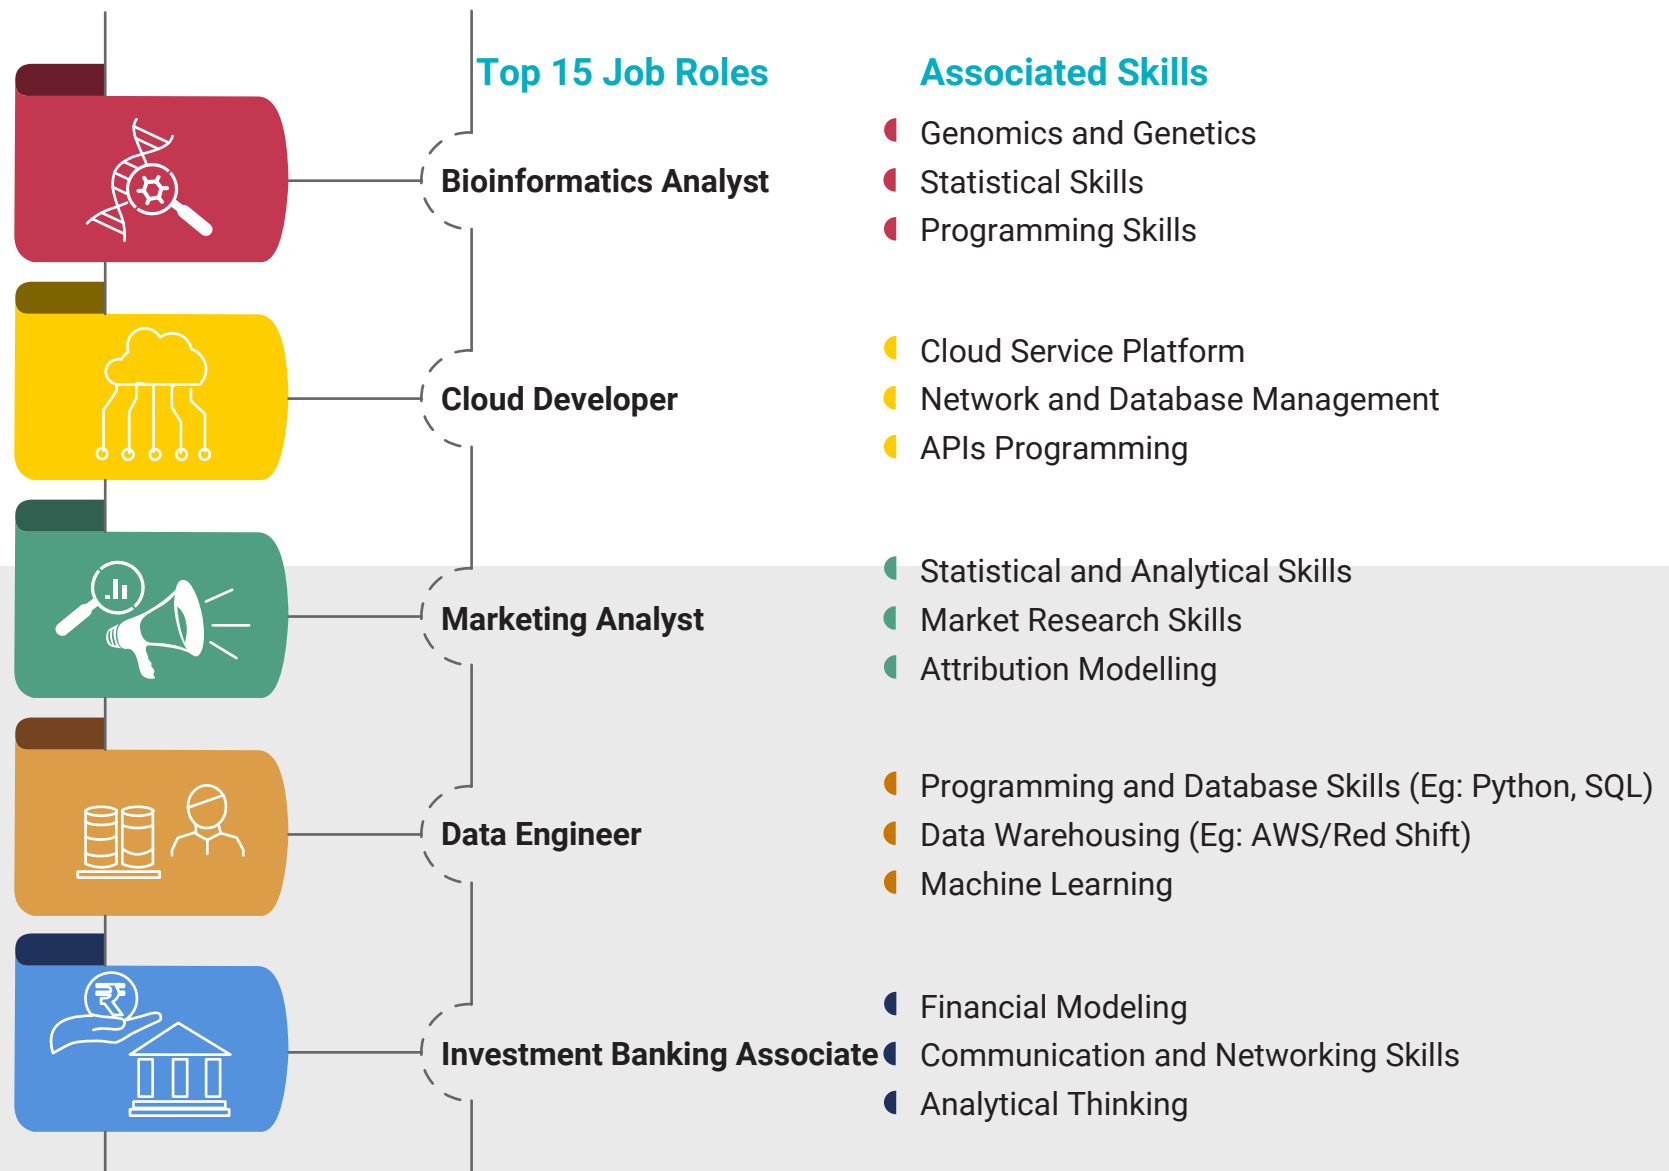 Top 15 Job Roles
Associated Skills
Bioinformatics Analyst
Genomics and Genetics
Statistical Skills
Programming Skills
Cloud Developer
Cloud Service Platform
Network and Database Management
APIs Programming
Marketing Analyst
Statistical and Analytical Skills
Market Research Skills
Attribution Modelling
Data Engineer
Programming and Database Skills (Eg: Python, SQL)
Data Warehousing (Eg: AWS/Red Shift)
Machine Learning
₹
Investment Banking Associate
Financial Modeling
Communication and Networking Skills
Analytical Thinking